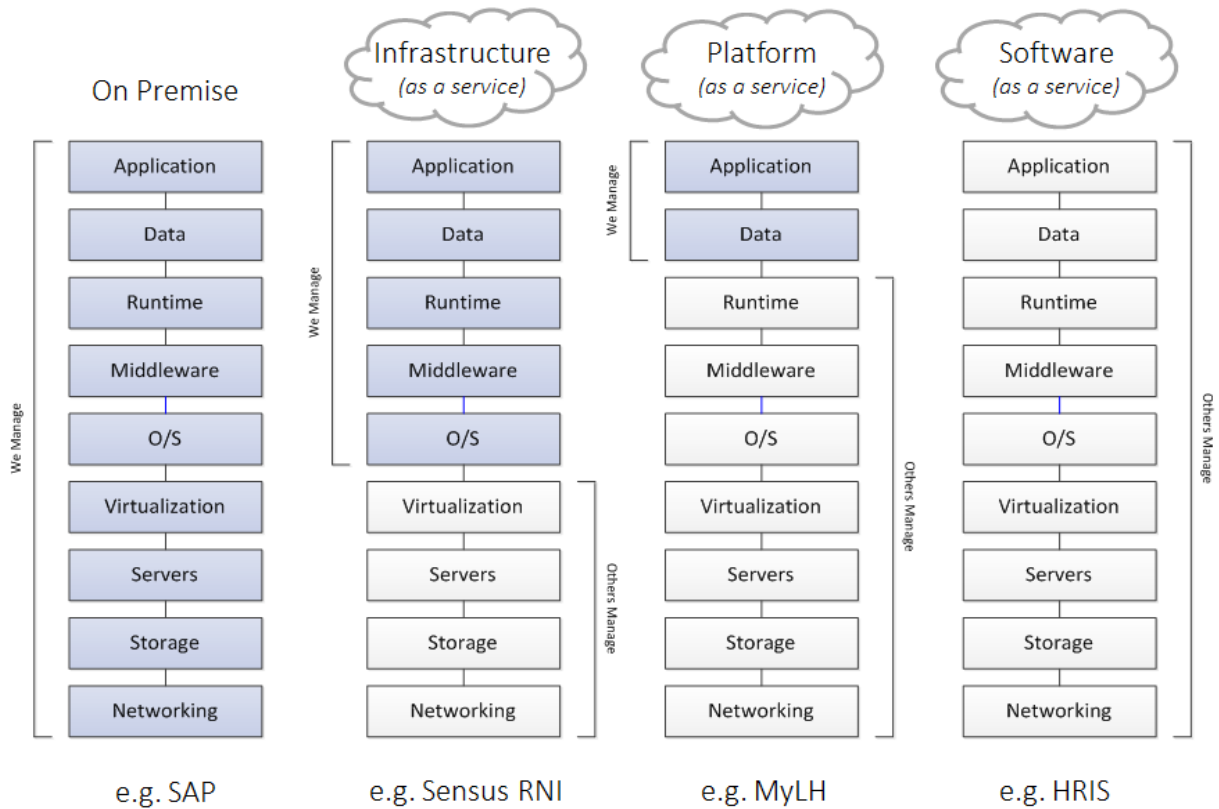 On Premise
We Manage
Application
Data
Runtime
Middleware
O/S
Virtualization
Servers
Storage
Networking
e.g. SAP
Infrastructure
(as a service)
We Manage
Application
Data
Runtime
Middleware
O/S
Virtualization
Servers
Storage
Networking
Others Manage
e.g. Sensus RNI
Platform
(as a service)
We Manage
Application
Data
Runtime
Middleware
O/S
Virtualization
Servers
Storage
Networking
Others Manage
e.g. MyLH
Software
(as a service)
Application
Data
Runtime
Middleware
O/S
Virtualization
Servers
Storage
Networking
Others Manage
e.g. HRIS